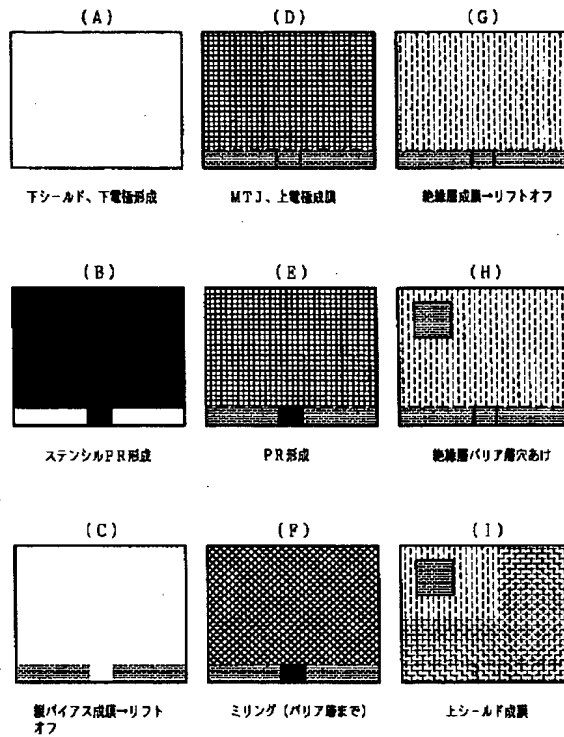 (A)
下シールド、下電極形成
(D)
MTJ、上電極成膜
(G)
絶縁層成膜→リフトオフ
(B)
ステンシルPR形成
(E)
PR形成
(H)
絶縁層バリア層穴あけ
(C)
縦バイアス成膜→リフト
オフ
(F)
ミリング(バリア層まで)
(I)
上シールド成膜